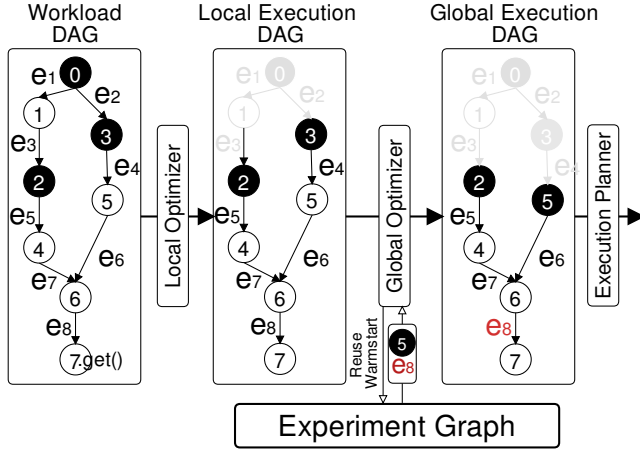 Workload
DAG
Local Execution
DAG
Global Execution
DAG
0
e1
e2
1
3
e3
e4
2
5
e5
4
e6
e7
6
e8
7.get()
Local Optimizer
0
e1
e2
1
3
e3
e4
2
5
e5
4
e6
e7
6
e8
7
Global Optimizer
Reuse
Warmstart
5
e8
0
e1
e2
1
3
e3
e4
2
5
e5
4
e6
e7
6
e8
7
Execution Planner
Experiment Graph